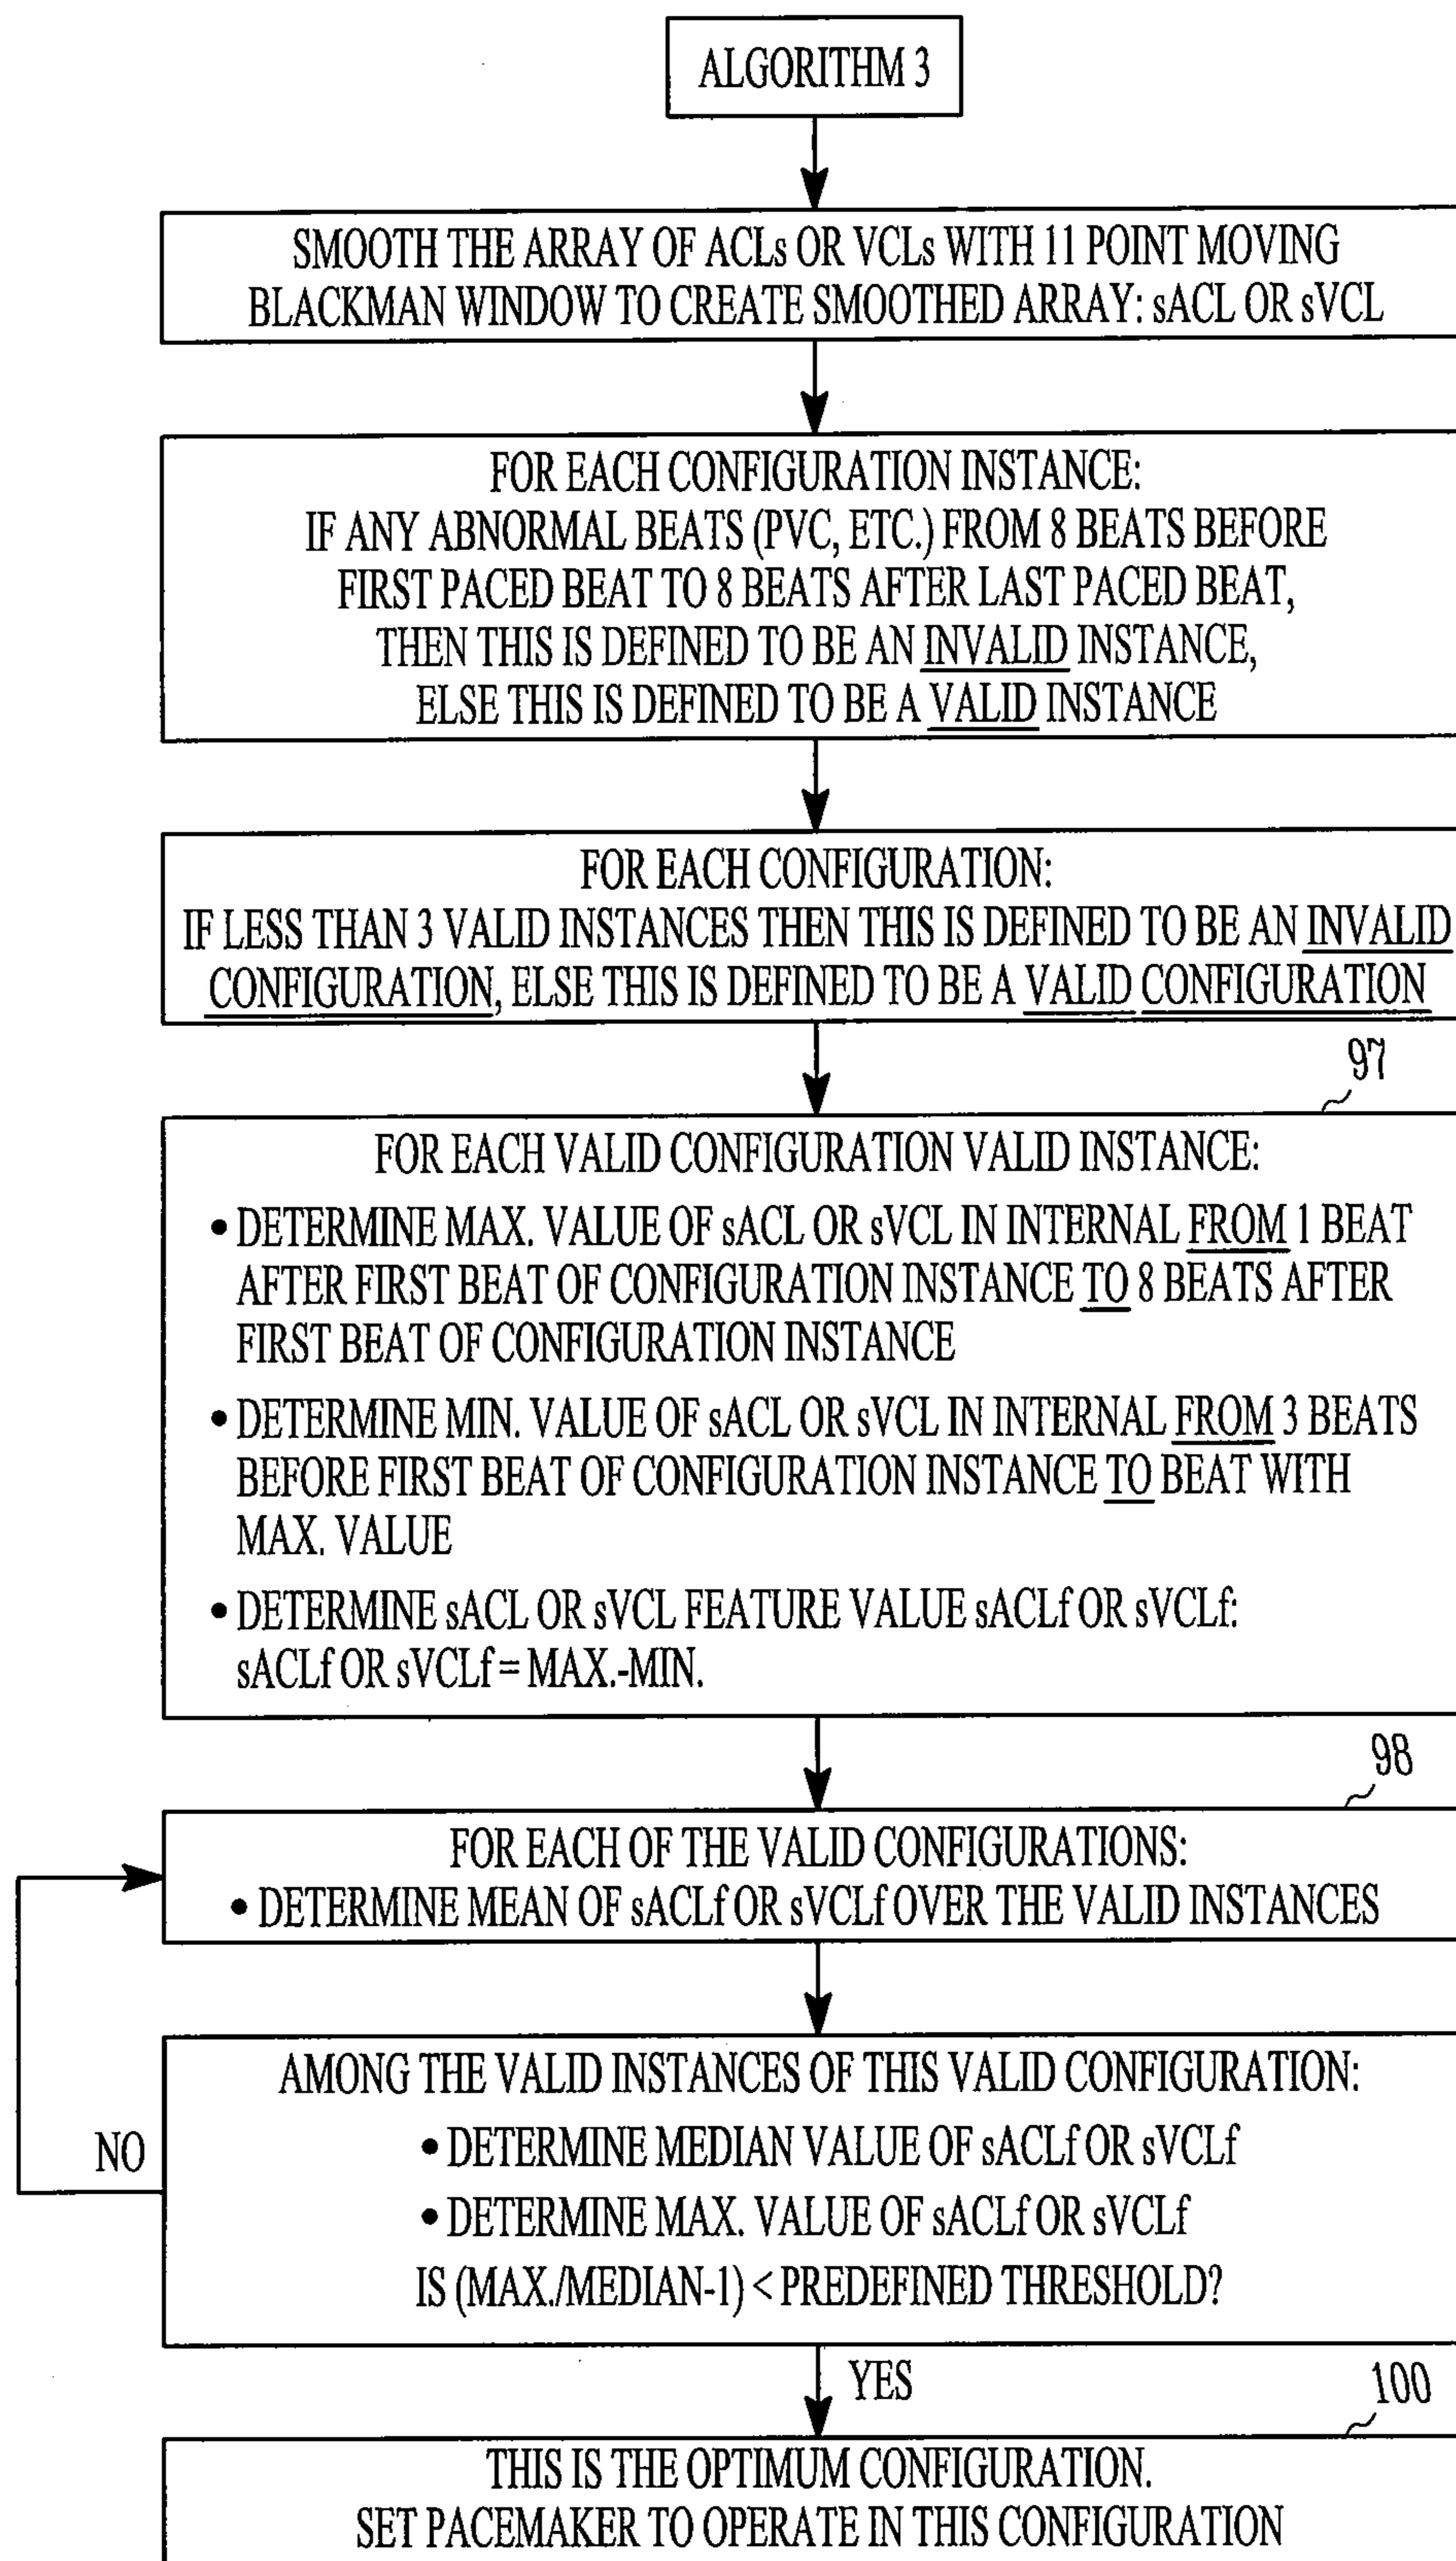 ALGORITHM 3
SMOOTH THE ARRAY OF ACLs OR VCLs WITH 11 POINT MOVING
BLACKMAN WINDOW TO CREATE SMOOTHED ARRAY: sACL OR sVCL
FOR EACH CONFIGURATION INSTANCE:
IF ANY ABNORMAL BEATS (PVC, ETC.) FROM 8 BEATS BEFORE
FIRST PACED BEAT TO 8 BEATS AFTER LAST PACED BEAT,
THEN THIS IS DEFINED TO BE AN INVALID INSTANCE,
ELSE THIS IS DEFINED TO BE A VALID INSTANCE
FOR EACH CONFIGURATION:
IF LESS THAN 3 VALID INSTANCES THEN THIS IS DEFINED TO BE AN INVALID
CONFIGURATION, ELSE THIS IS DEFINED TO BE A VALID CONFIGURATION
97
FOR EACH VALID CONFIGURATION VALID INSTANCE:
• DETERMINE MAX. VALUE OF sACL OR sVCL IN INTERNAL FROM 1 BEAT
AFTER FIRST BEAT OF CONFIGURATION INSTANCE TO 8 BEATS AFTER
FIRST BEAT OF CONFIGURATION INSTANCE
• DETERMINE MIN. VALUE OF sACL OR sVCL IN INTERNAL FROM 3 BEATS
BEFORE FIRST BEAT OF CONFIGURATION INSTANCE TO BEAT WITH
MAX. VALUE
• DETERMINE sACL OR sVCL FEATURE VALUE sACLf OR sVCLf:
sACLf OR sVCLf = MAX.-MIN.
98
FOR EACH OF THE VALID CONFIGURATIONS:
• DETERMINE MEAN OF sACLf OR sVCLf OVER THE VALID INSTANCES
AMONG THE VALID INSTANCES OF THIS VALID CONFIGURATION:
• DETERMINE MEDIAN VALUE OF sACLf OR sVCLf
NO
• DETERMINE MAX. VALUE OF sACLf OR sVCLf
IS (MAX./MEDIAN-1) < PREDEFINED THRESHOLD?
YES
100
THIS IS THE OPTIMUM CONFIGURATION.
SET PACEMAKER TO OPERATE IN THIS CONFIGURATION